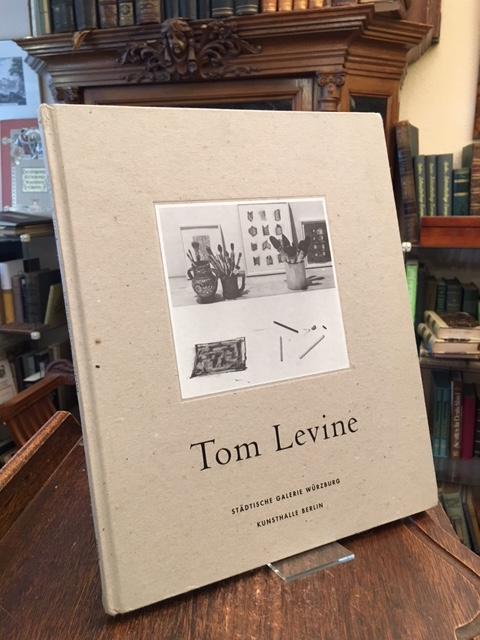 Tom Levine
STÄDTISCHE GALERIE WÜRZBURG
KUNSTHALLE BERLIN